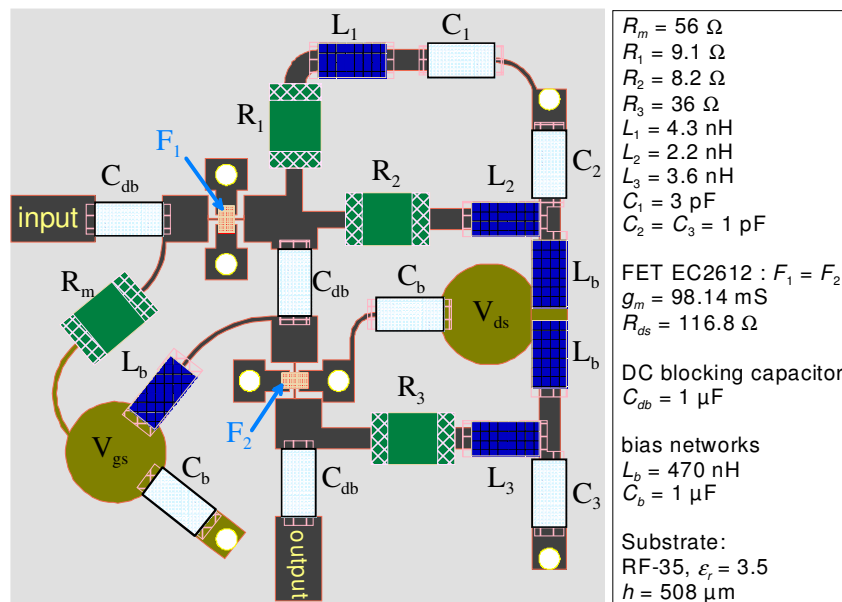 L1
C1
R1
F1
Cdb
input
Rm
R2
L2
C2
Cdb
Cb
Vds
Lb
Lb
Lb
Vgs
F2
R3
L3
Cb
Cdb
C3
output
Rm = 56 Ω
R1 = 9.1 Ω
R2 = 8.2 Ω
R3 = 36 Ω
L1 = 4.3 nH
L2 = 2.2 nH
L3 = 3.6 nH
C1 = 3 pF
C2 = C3 = 1 pF
FET EC2612 : F1 = F2
gm = 98.14 mS
Rds = 116.8 Ω
DC blocking capacitor
Cdb = 1 µF
bias networks
Lb = 470 nH
Cb = 1 µF
Substrate:
RF-35, εr = 3.5
h = 508 µm